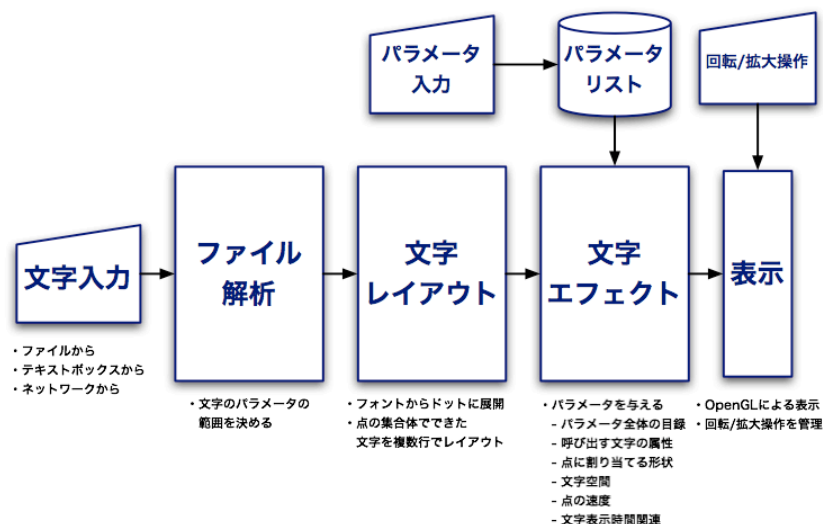 パラメータ
入力
パラメータ
リスト
回転/拡大操作
文字入力
ファイル
解析
文字
レイアウト
文字
エフェクト
表示
・ファイルから
・テキストボックスから
・ネットワークから
・文字のパラメータの
範囲を決める
・フォントからドットに展開
・点の集合体でできた
文字を複数行でレイアウト
・パラメータを与える
- パラメータ全体の目録
- 呼び出す文字の属性
- 点に割り当てる形状
- 文字空間
- 点の速度
- 文字表示時間関連
・OpenGLによる表示
・回転/拡大操作を管理